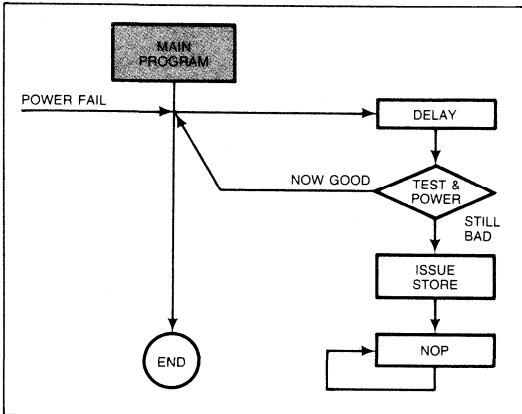 MAIN
PROGRAM
POWER FAIL
DELAY
NOW GOOD
TEST &
POWER
STILL
BAD
ISSUE
STORE
END
NOP